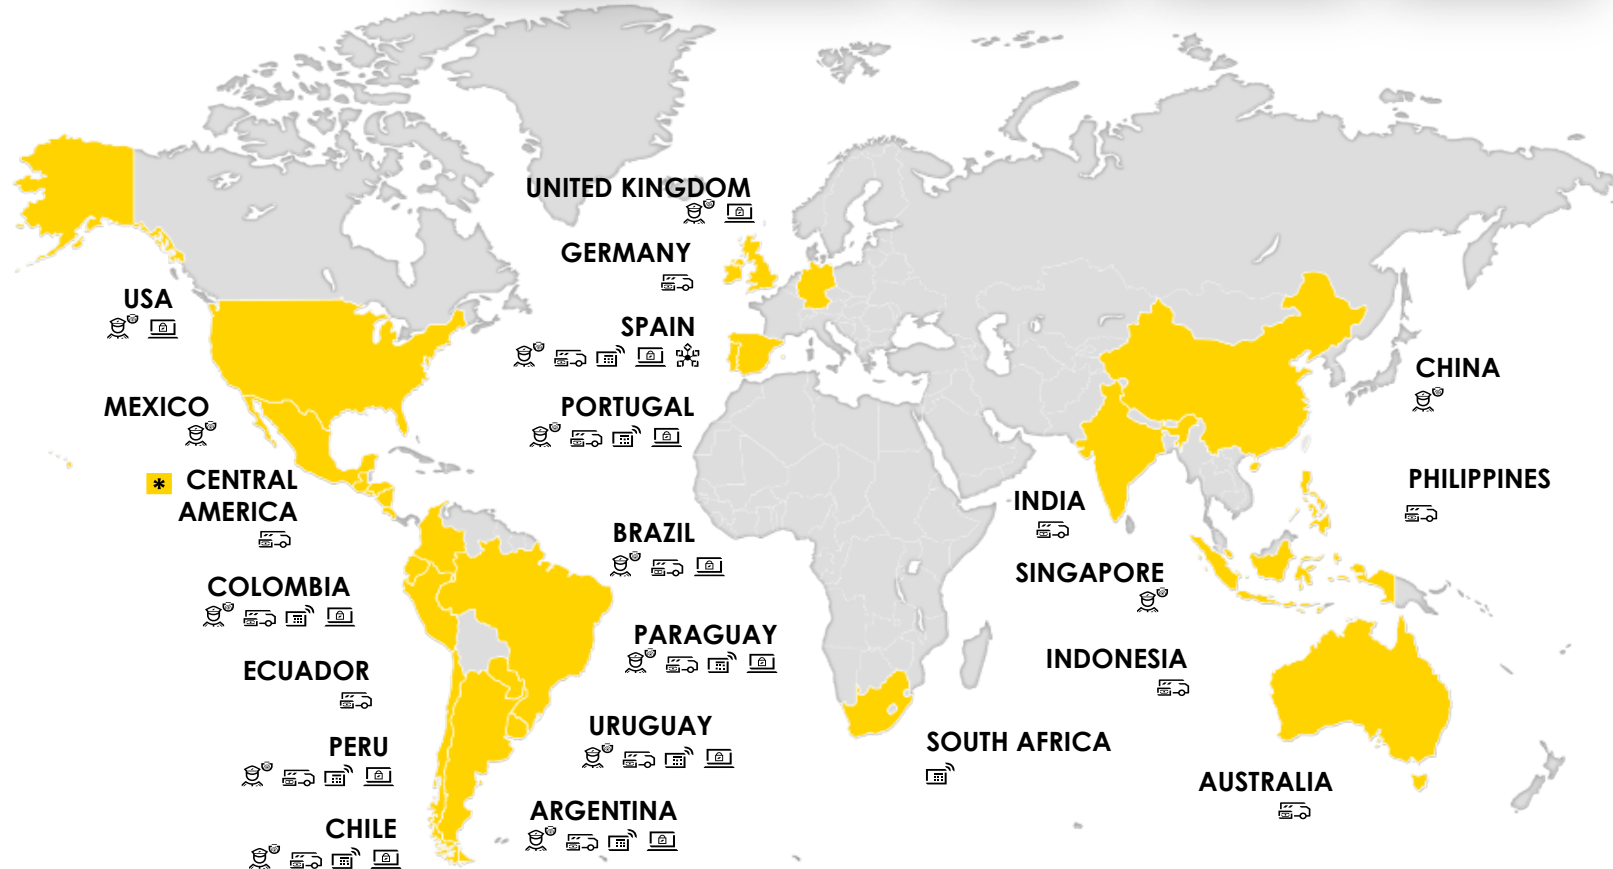 UNITED KINGDOM
GERMANY
USA
SPAIN
CHINA
MEXICO
PORTUGAL
* CENTRAL
AMERICA
PHILIPPINES
INDIA
BRAZIL
SINGAPORE
COLOMBIA
PARAGUAY
INDONESIA
ECUADOR
URUGUAY
SOUTH AFRICA
PERU
AUSTRALIA
ARGENTINA
CHILE